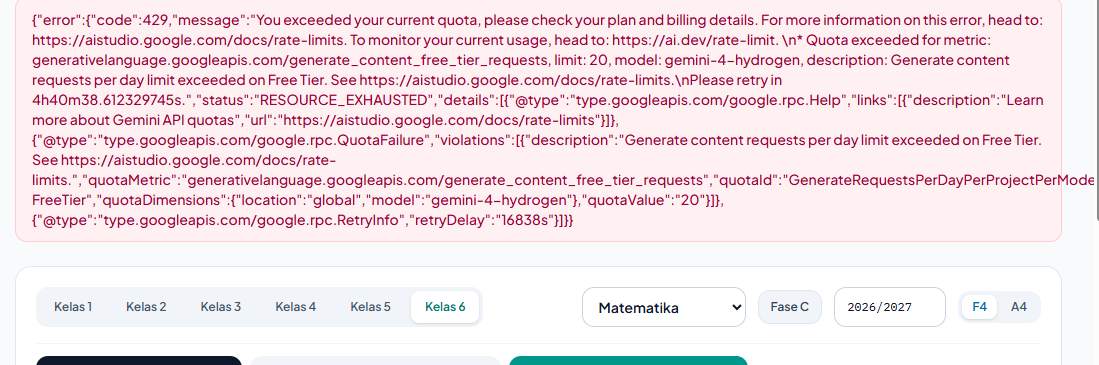 {"error":{"code":429,"message":"You exceeded your current quota, please check your plan and billing details. For more information on this error, head to:
https://aistudio.google.com/docs/rate-limits. To monitor your current usage, head to: https://ai.dev/rate-limit. \n* Quota exceeded for metric:
generativelanguage.googleapis.com/generate_content_free_tier_requests, limit: 20, model: gemini-4-hydrogen, description: Generate content
requests per day limit exceeded on Free Tier. See https://aistudio.google.com/docs/rate-limits.\nPlease retry in
4h40m38.612329745s.","status":"RESOURCE_EXHAUSTED","details":[{"@type":"type.googleapis.com/google.rpc.Help","links":[{"description":"Learn
more about Gemini API quotas","url":"https://aistudio.google.com/docs/rate-limits"}]},
{"@type":"type.googleapis.com/google.rpc.QuotaFailure","violations":[{"description":"Generate content requests per day limit exceeded on Free Tier.
See https://aistudio.google.com/docs/rate-
limits.","quotaMetric":"generativelanguage.googleapis.com/generate_content_free_tier_requests","quotaId":"GenerateRequestsPerDayPerProjectPerMode
FreeTier","quotaDimensions":{"location":"global","model":"gemini-4-hydrogen"},"quotaValue":"20"}]},
{"@type":"type.googleapis.com/google.rpc.RetryInfo","retryDelay":"16838s"}]}}
Kelas 1 Kelas 2 Kelas 3 Kelas 4 Kelas 5 Kelas 6 Matematika Fase C 2026/2027 F4 A4